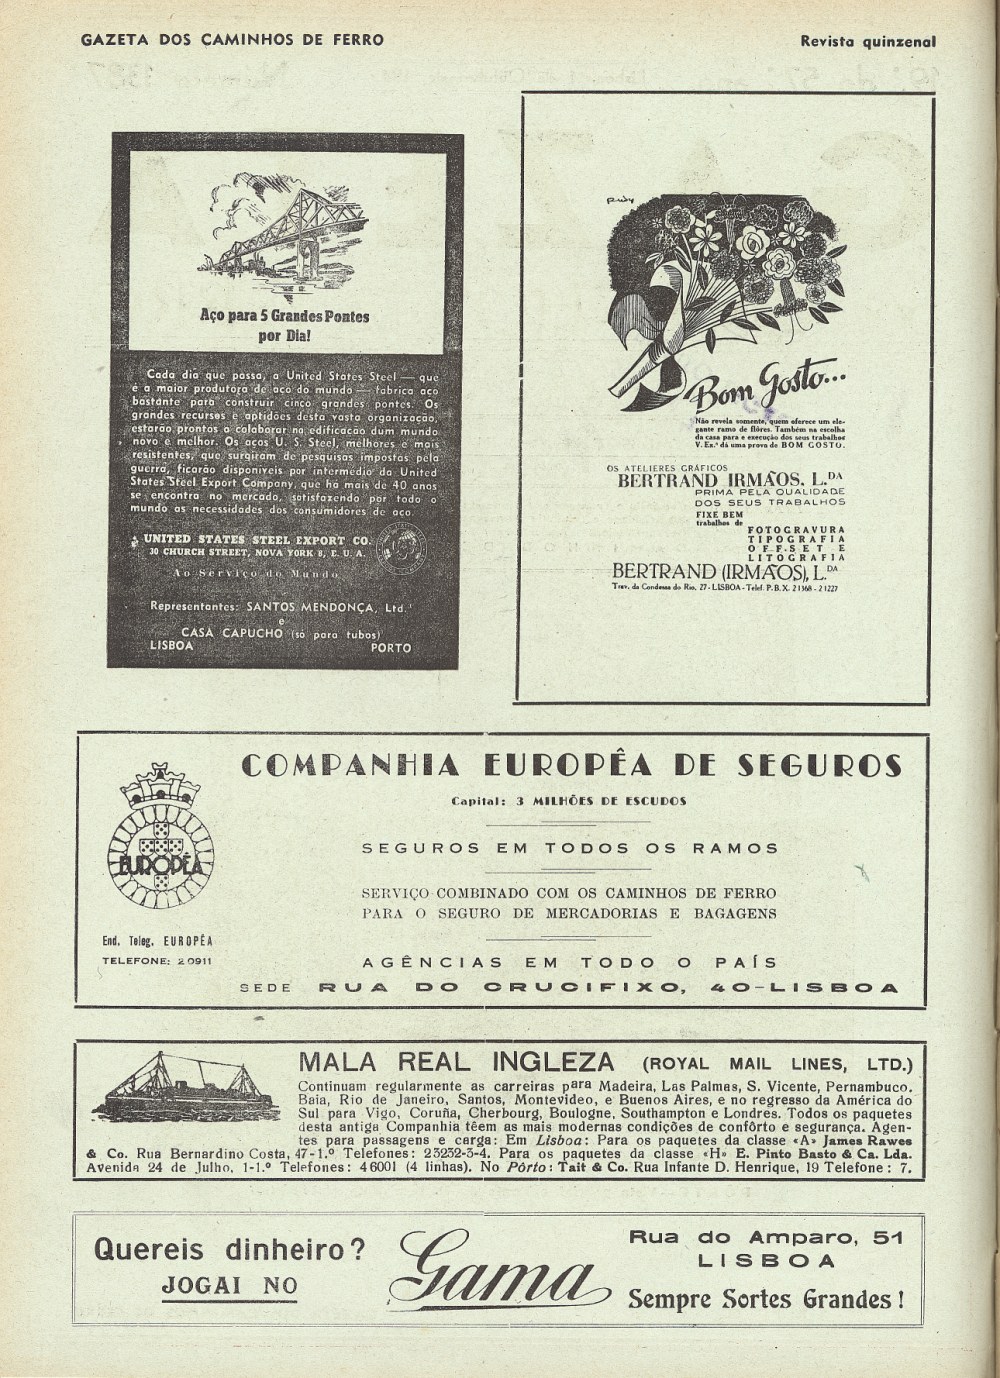 GAZETA DOS CAMINHOS DE FERRO
Revista quinzenal
Aço para 5 Grandes Pontes
por Dia!
Cada dia que passa, a United States Steel — que
é a maior produtora de aço do mundo — fabrica aço
bastante para construir cinco grandes pontes. Os
grandes recursos e aptidões desta vasta organização,
estarão prontos a colaborar na edificação dum mundo
novo e melhor. Os aços U. S. Steel, melhores e mais
resistentes, que surgiram de pesquisas impostas pela
guerra, ficarão disponíveis por intermédio da United
States Steel Export Company, que há mais de 40 anos
se encontra no mercado, satisfazendo por todo o
mundo as necessidades dos consumidores de aço.
UNITED STATES STEEL EXPORT CO.
30 CHURCH STREET, NOVA YORK 8, E. U. A.
Ao Serviço do Mundo
Representantes: SANTOS MENDONÇA, Ltd.
e
CASA CAPUCHO (só para tubos)
LISBOA PORTO
Bom Gosto...
Não revela somente, quem oferece um ele-
gante ramo de flôres. Também na escolha
da casa para e execução dos seus trabalhos
V. Ex.ª dá uma prova de BOM GOSTO.
OS ATELIERES GRÁFICOS
BERTRAND IRMÃOS, L.DA
PRIMA PELA QUALIDADE
DOS SEUS TRABALHOS
FIXE BEM
trabalhos de
FOTOGRAVURA
TIPOGRAFIA
OFFSET E
LITOGRAFIA
BERTRAND (IRMÃOS), L.DA
Trav. da Condessa do Rio, 27 - LISBOA - Telef. P. B. X. 21368 - 21227
COMPANHIA EUROPÊA DE SEGUROS
Capital: 3 MILHÕES DE ESCUDOS
SEGUROS EM TODOS OS RAMOS
SERVIÇO COMBINADO COM OS CAMINHOS DE FERRO
PARA O SEGURO DE MERCADORIAS E BAGAGENS
EUROPÊA
End. Teleg. EUROPÊA
TELEFONE: 20911
AGÊNCIAS EM TODO O PAÍS
SEDE RUA DO CRUCIFIXO, 40-LISBOA
MALA REAL INGLEZA (ROYAL MAIL LINES, LTD.)
Continuam regularmente as carreiras para Madeira, Las Palmas, S. Vicente, Pernambuco,
Baia, Rio de Janeiro, Santos, Montevideo, e Buenos Aires, e no regresso da América do
Sul para Vigo, Coruña, Cherbourg, Boulogne, Southampton e Londres. Todos os paquetes
desta antiga Companhia têem as mais modernas condições de confôrto e segurança. Agen-
tes para passagens e carga: Em Lisboa: Para os paquetes da classe «A» James Rawes
& Co. Rua Bernardino Costa, 47-1.º Telefones: 23232-3-4. Para os paquetes da classe «H» E. Pinto Basto & Ca. Lda.
Avenida 24 de Julho, 1-1.º Telefones: 46001 (4 linhas). No Pôrto: Tait & Co. Rua Infante D. Henrique, 19 Telefone: 7.
Quereis dinheiro?
JOGAI NO
Gama
Rua do Amparo, 51
LISBOA
Sempre Sortes Grandes!